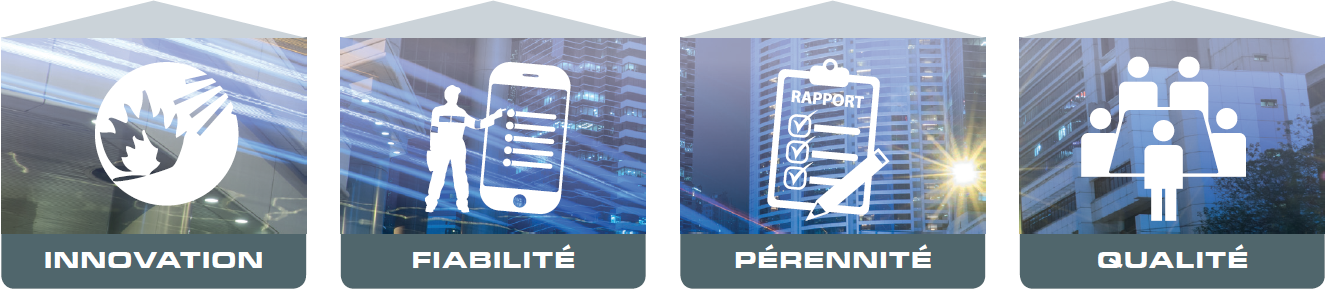 RAPPORT
INNOVATION
FIABILITÉ
PÉRENNITÉ
QUALITÉ